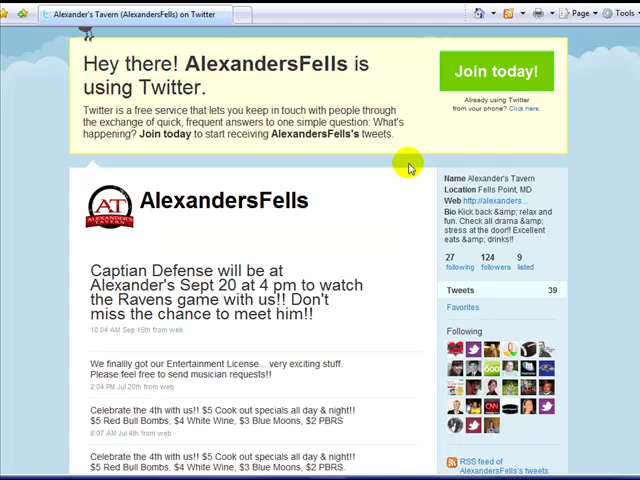 Alexander's Tavern (AlexandersFells) on Twitter
Page
Tools
Hey there! AlexandersFells is
using Twitter.
Twitter is a free service that lets you keep in touch with people through
the exchange of quick, frequent answers to one simple question: What's
happening? Join today to start receiving AlexandersFells's tweets.
Join today!
Already using Twitter
from your phone? Click here.
AT
ALEXANDER'S
TAVERN
AlexandersFells
Captian Defense will be at
Alexander's Sept 20 at 4 pm to watch
the Ravens game with us!! Don't
miss the chance to meet him!!
10:04 AM Sep 15th from web
We finallly got our Entertainment License....very exciting stuff.
Please feel free to send musician requests!!
2:04 PM Jul 20th from web
Celebrate the 4th with us!! $5 Cook out specials all day & night!!
$5 Red Bull Bombs, $4 White Wine, $3 Blue Moons, $2 PBRS
8:07 AM Jul 4th from web
Celebrate the 4th with us!! $5 Cook out specials all day & night!!
$5 Red Bull Bombs, $4 White Wine, $3 Blue Moons, $2 PBRS.
Name Alexander's Tavern
Location Fells Point, MD
Web http://alexanders...
Bio Kick back &amp; relax and
fun. Check all drama &amp;
stress at the door!! Excellent
eats &amp; drinks!!
27 124 9
following followers listed
Tweets 39
Favorites
Following
RSS feed of
AlexandersFells's tweets